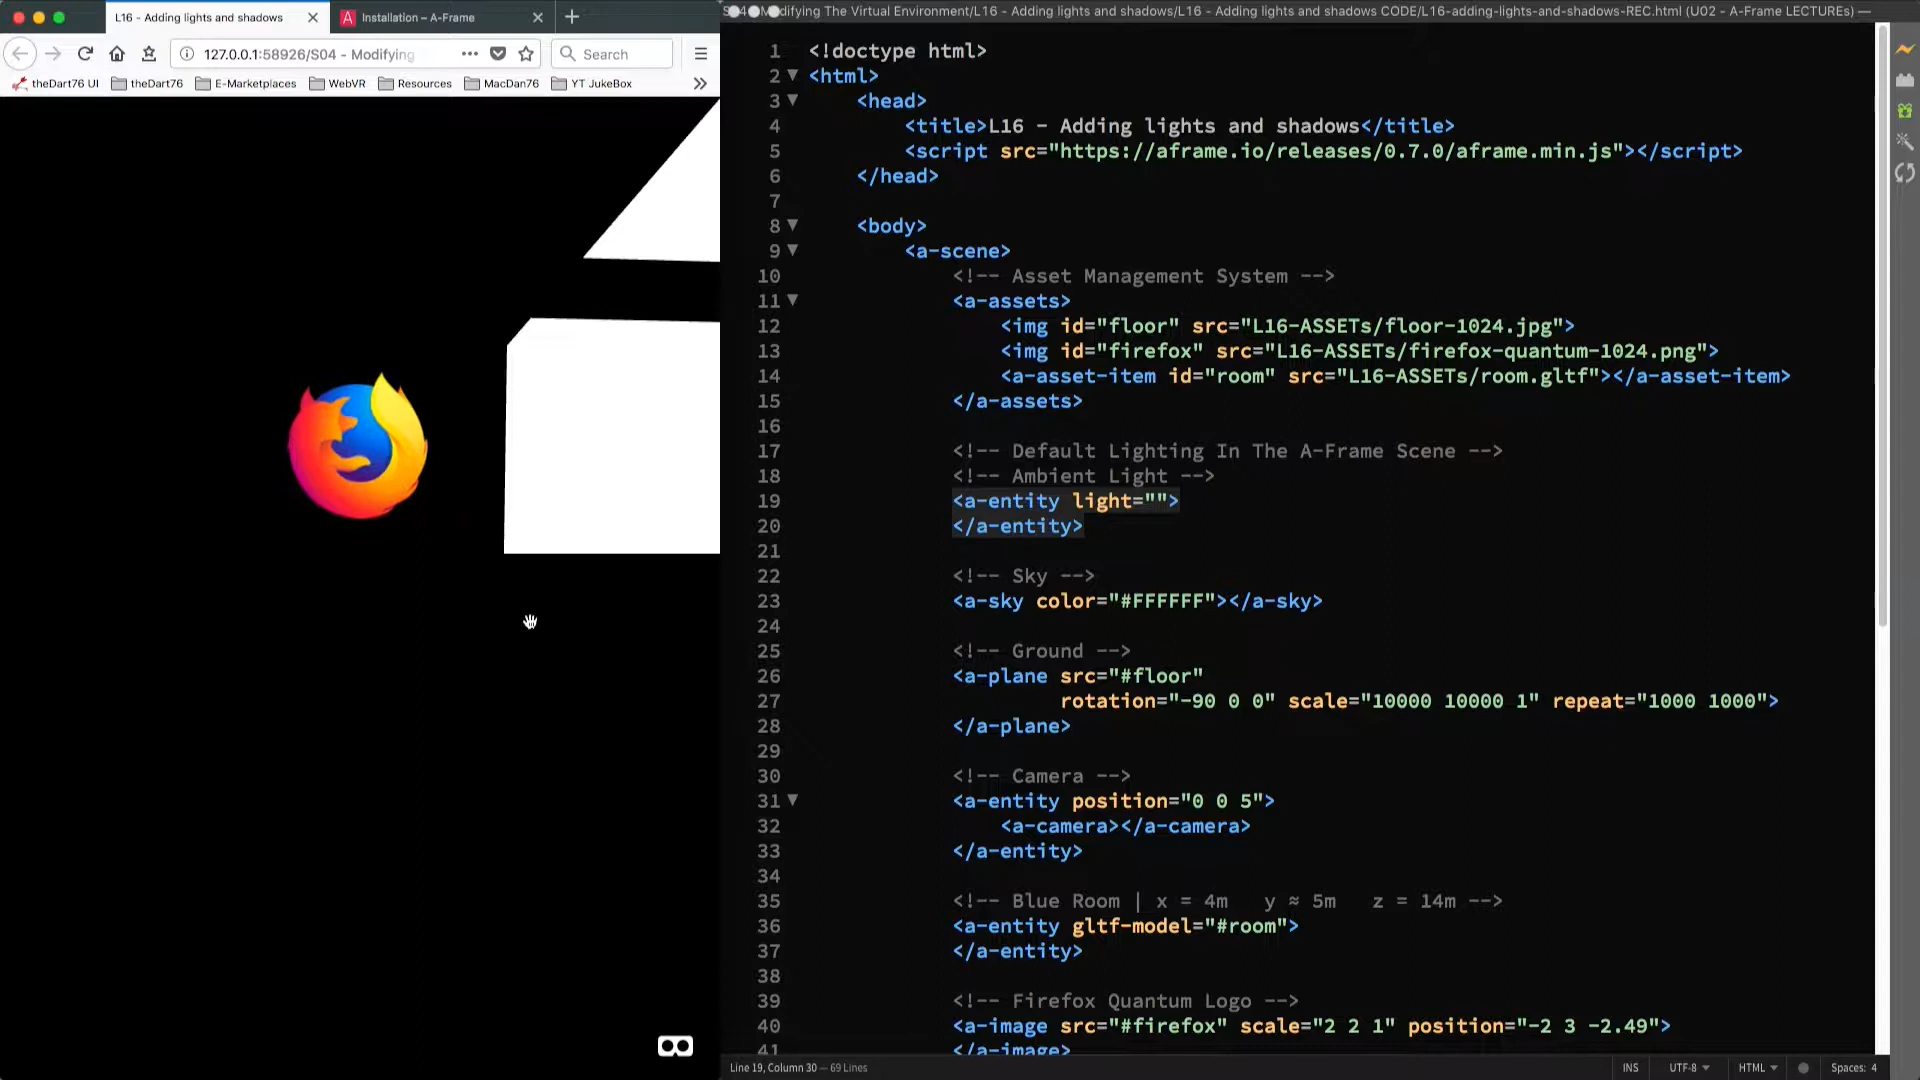 L16 - Adding lights and shadows
Installation – A-Frame
127.0.0.1:58926/S04 - Modifying
Search
theDart76 UI
theDart76
E-Marketplaces
WebVR
Resources
MacDan76
YT JukeBox
Modifying The Virtual Environment/L16 - Adding lights and shadows/L16 - Adding lights and shadows CODE/L16-adding-lights-and-shadows-REC.html (U02 - A-Frame LECTUREs) —
1 <!doctype html>
2 <html>
3 <head>
4 <title>L16 - Adding lights and shadows</title>
5 <script src="https://aframe.io/releases/0.7.0/aframe.min.js"></script>
6 </head>
7
8 <body>
9 <a-scene>
10 <!-- Asset Management System -->
11 <a-assets>
12 <img id="floor" src="L16-ASSETs/floor-1024.jpg">
13 <img id="firefox" src="L16-ASSETs/firefox-quantum-1024.png">
14 <a-asset-item id="room" src="L16-ASSETs/room.gltf"></a-asset-item>
15 </a-assets>
16
17 <!-- Default Lighting In The A-Frame Scene -->
18 <!-- Ambient Light -->
19 <a-entity light="">
20 </a-entity>
21
22 <!-- Sky -->
23 <a-sky color="#FFFFFF"></a-sky>
24
25 <!-- Ground -->
26 <a-plane src="#floor"
27 rotation="-90 0 0" scale="10000 10000 1" repeat="1000 1000">
28 </a-plane>
29
30 <!-- Camera -->
31 <a-entity position="0 0 5">
32 <a-camera></a-camera>
33 </a-entity>
34
35 <!-- Blue Room | x = 4m y ≈ 5m z = 14m -->
36 <a-entity gltf-model="#room">
37 </a-entity>
38
39 <!-- Firefox Quantum Logo -->
40 <a-image src="#firefox" scale="2 2 1" position="-2 3 -2.49">
41 </a-image>
Line 19, Column 30 — 69 Lines
INS
UTF-8
HTML
Spaces: 4